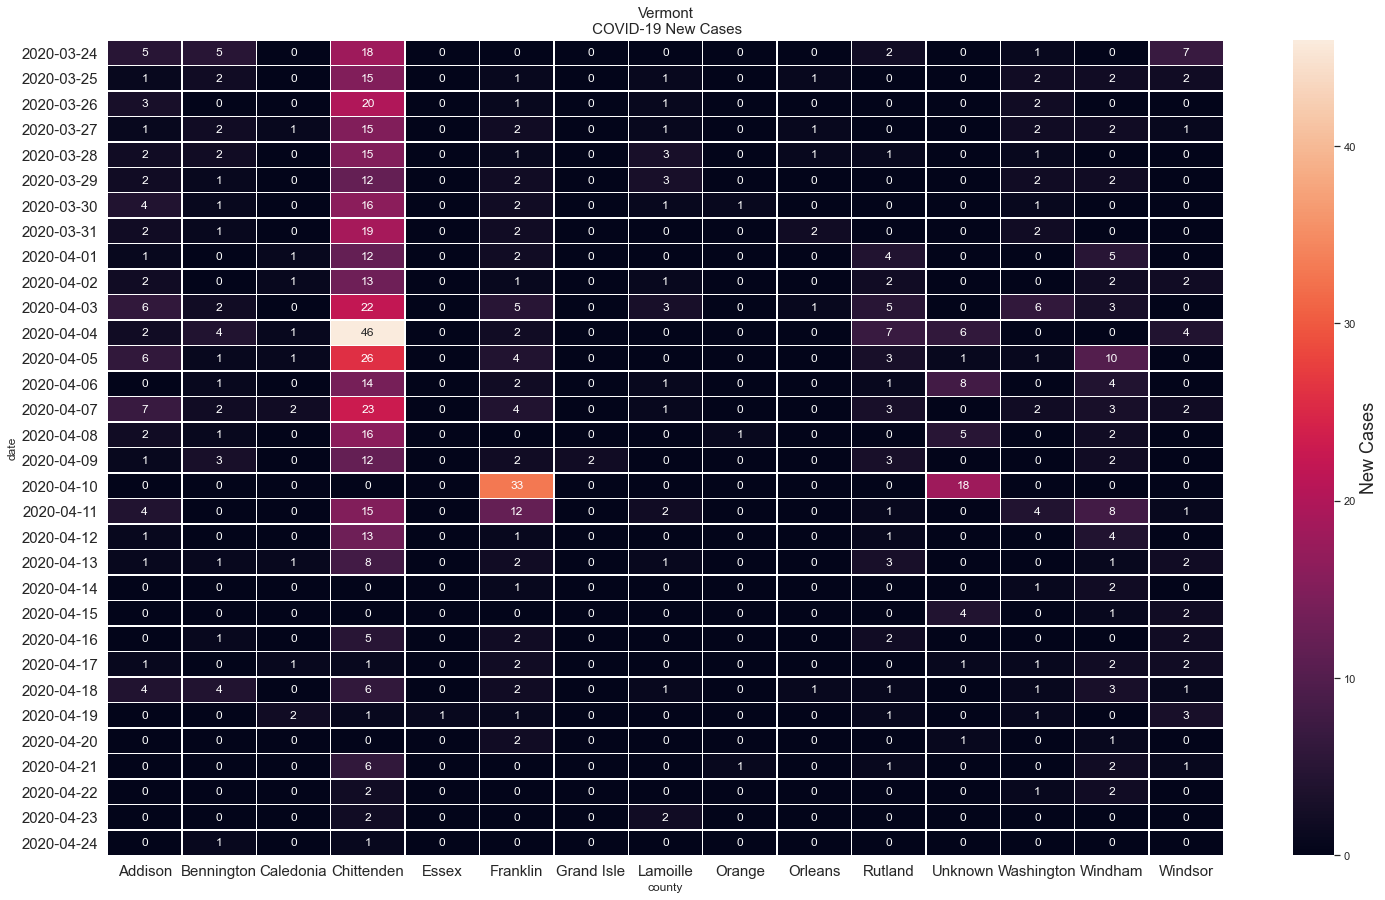 Vermont
COVID-19 New Cases
2020-03-24 5 5 0 18 0 0 0 0 0 0 2 0 1 0 7
2020-03-25 1 2 0 15 0 1 0 1 0 1 0 0 2 2 2
2020-03-26 3 0 0 20 0 1 0 1 0 0 0 0 2 0 0
2020-03-27 1 2 1 15 0 2 0 1 0 1 0 0 2 2 1
2020-03-28 2 2 0 15 0 1 0 3 0 1 1 0 1 0 0
2020-03-29 2 1 0 12 0 2 0 3 0 0 0 0 2 2 0
2020-03-30 4 1 0 16 0 2 0 1 1 0 0 0 1 0 0
2020-03-31 2 1 0 19 0 2 0 0 0 2 0 0 2 0 0
2020-04-01 1 0 1 12 0 2 0 0 0 0 4 0 0 5 0
2020-04-02 2 0 1 13 0 1 0 1 0 0 2 0 0 2 2
2020-04-03 6 2 0 22 0 5 0 3 0 1 5 0 6 3 0
2020-04-04 2 4 1 46 0 2 0 0 0 0 7 6 0 0 4
2020-04-05 6 1 1 26 0 4 0 0 0 0 3 1 1 10 0
2020-04-06 0 1 0 14 0 2 0 1 0 0 1 8 0 4 0
2020-04-07 7 2 2 23 0 4 0 1 0 0 3 0 2 3 2
2020-04-08 2 1 0 16 0 0 0 0 1 0 0 5 0 2 0
2020-04-09 1 3 0 12 0 2 2 0 0 0 3 0 0 2 0
2020-04-10 0 0 0 0 0 33 0 0 0 0 0 18 0 0 0
2020-04-11 4 0 0 15 0 12 0 2 0 0 1 0 4 8 1
2020-04-12 1 0 0 13 0 1 0 0 0 0 1 0 0 4 0
2020-04-13 1 1 1 8 0 2 0 1 0 0 3 0 0 1 2
2020-04-14 0 0 0 0 0 1 0 0 0 0 0 0 1 2 0
2020-04-15 0 0 0 0 0 0 0 0 0 0 0 4 0 1 2
2020-04-16 0 1 0 5 0 2 0 0 0 0 2 0 0 0 2
2020-04-17 1 0 1 1 0 2 0 0 0 0 0 1 1 2 2
2020-04-18 4 4 0 6 0 2 0 1 0 1 1 0 1 3 1
2020-04-19 0 0 2 1 1 1 0 0 0 0 1 0 1 0 3
2020-04-20 0 0 0 0 0 2 0 0 0 0 0 1 0 1 0
2020-04-21 0 0 0 6 0 0 0 0 1 0 1 0 0 2 1
2020-04-22 0 0 0 2 0 0 0 0 0 0 0 0 1 2 0
2020-04-23 0 0 0 2 0 0 0 2 0 0 0 0 0 0 0
2020-04-24 0 1 0 1 0 0 0 0 0 0 0 0 0 0 0
Addison Bennington Caledonia Chittenden Essex Franklin Grand Isle Lamoille Orange Orleans Rutland Unknown Washington Windham Windsor
county
date
40
30
20
10
0
New Cases